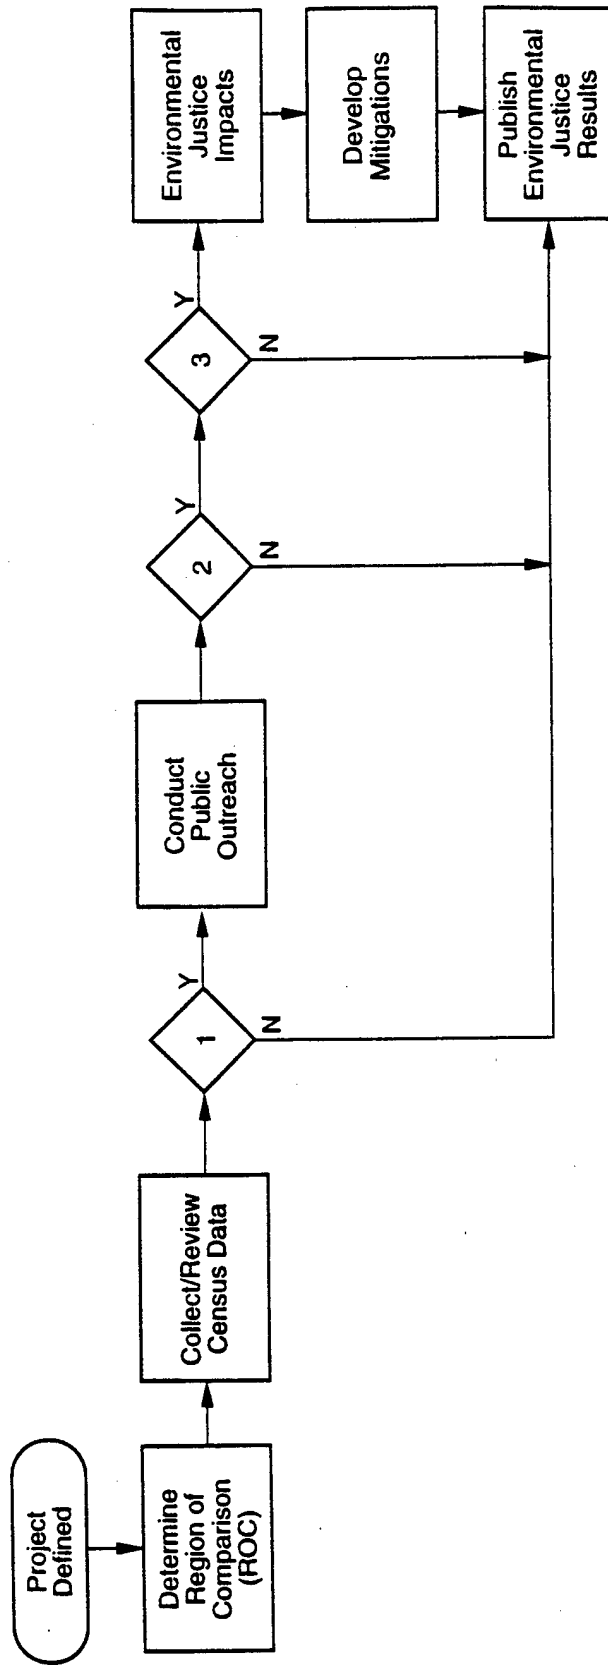 Project
Defined
Determine
Region of
Comparison
(ROC)
Collect/Review
Census Data
1
Y
N
Conduct
Public
Outreach
2
Y
N
3
Y
N
Environmental
Justice
Impacts
Develop
Mitigations
Publish
Environmental
Justice
Results